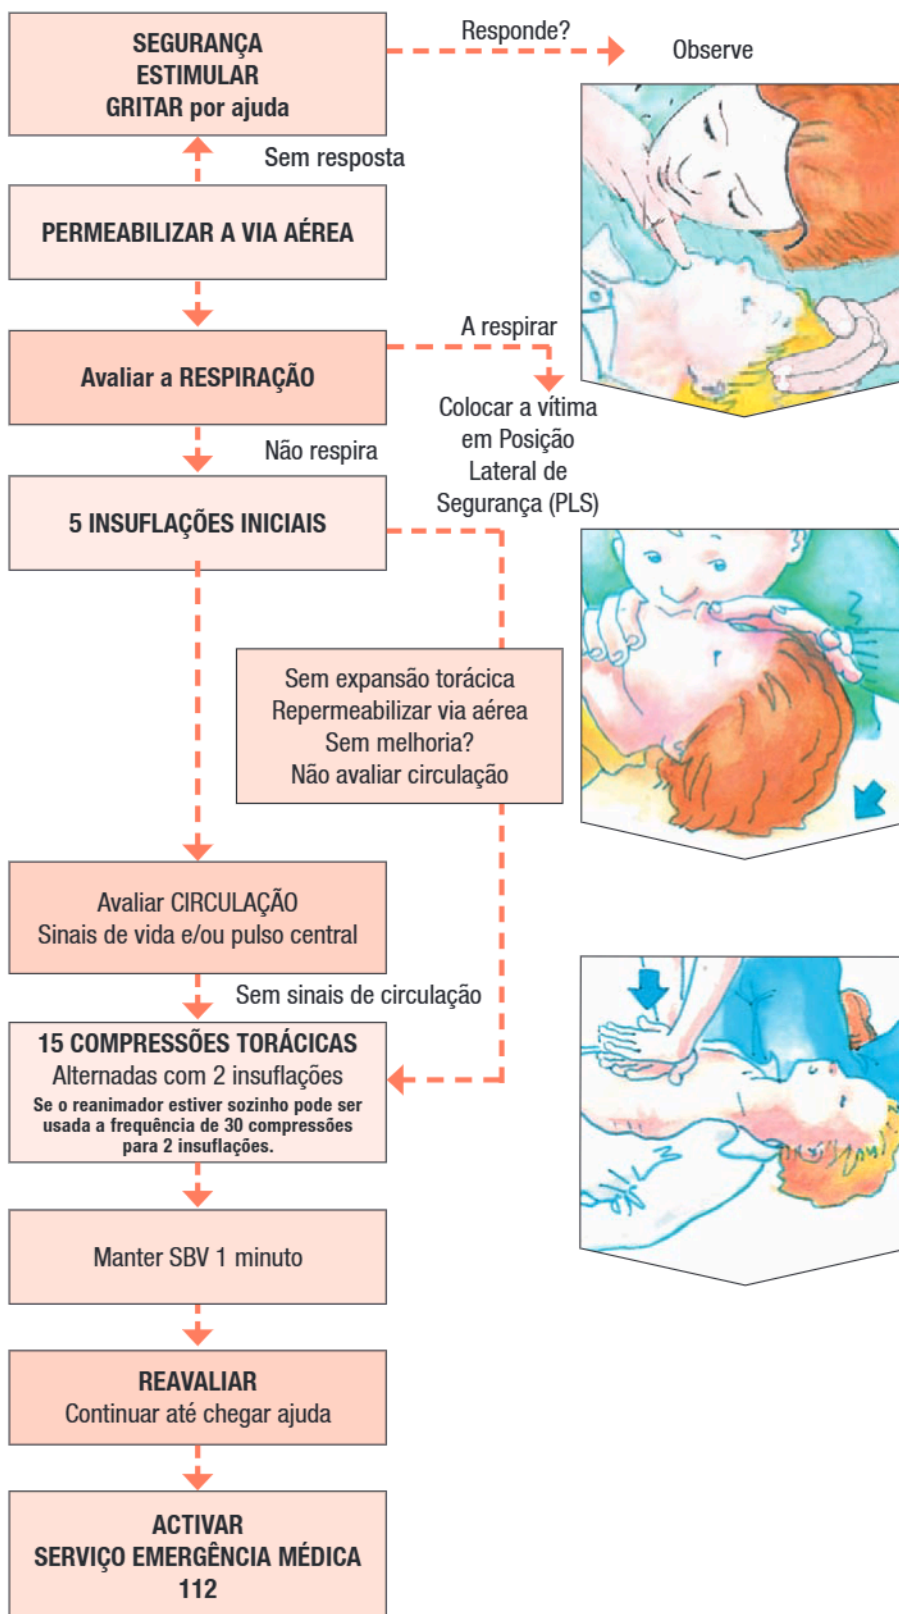 SEGURANÇA
ESTIMULAR
GRITAR por ajuda
Responde?
Observe
Sem resposta
PERMEABILIZAR A VIA AÉREA
Avaliar a RESPIRAÇÃO
A respirar
Colocar a vítima
em Posição
Lateral de
Segurança (PLS)
Não respira
5 INSUFLAÇÕES INICIAIS
Sem expansão torácica
Repermeabilizar via aérea
Sem melhoria?
Não avaliar circulação
Avaliar CIRCULAÇÃO
Sinais de vida e/ou pulso central
Sem sinais de circulação
15 COMPRESSÕES TORÁCICAS
Alternadas com 2 insuflações
Se o reanimador estiver sozinho pode ser
usada a frequência de 30 compressões
para 2 insuflações.
Manter SBV 1 minuto
REAVALIAR
Continuar até chegar ajuda
ACTIVAR
SERVIÇO EMERGÊNCIA MÉDICA
112